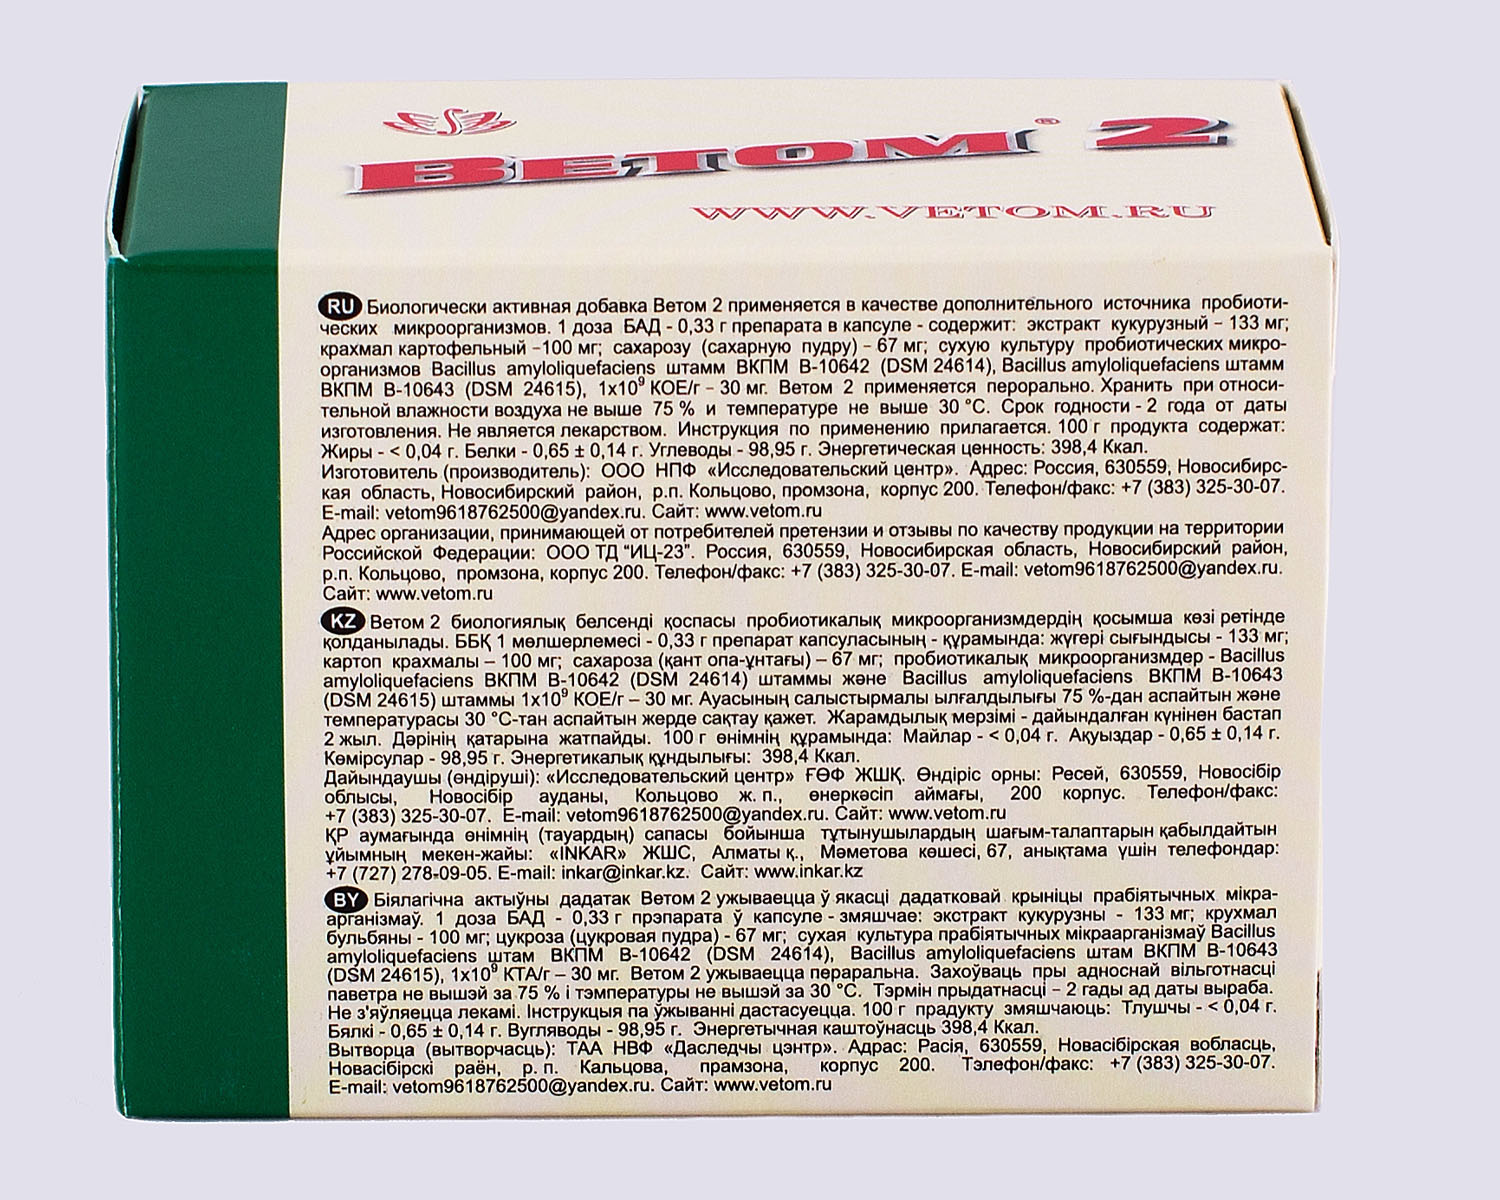 Ветом® 2
WWW.VETOM.RU
RU Биологически активная добавка Ветом 2 применяется в качестве дополнительного источника пробиоти-
ческих микроорганизмов. 1 доза БАД - 0,33 г препарата в капсуле - содержит: экстракт кукурузный – 133 мг;
крахмал картофельный –100 мг; сахарозу (сахарную пудру) – 67 мг; сухую культуру пробиотических микро-
организмов Bacillus amyloliquefaciens штамм ВКПМ В-10642 (DSM 24614), Bacillus amyloliquefaciens штамм
ВКПМ В-10643 (DSM 24615), 1x10⁹ КОЕ/г – 30 мг. Ветом 2 применяется перорально. Хранить при относи-
тельной влажности воздуха не выше 75 % и температуре не выше 30 °С. Срок годности - 2 года от даты
изготовления. Не является лекарством. Инструкция по применению прилагается. 100 г продукта содержат:
Жиры - < 0,04 г. Белки - 0,65 ± 0,14 г. Углеводы - 98,95 г. Энергетическая ценность: 398,4 Ккал.
Изготовитель (производитель): ООО НПФ «Исследовательский центр». Адрес: Россия, 630559, Новосибирс-
кая область, Новосибирский район, р.п. Кольцово, промзона, корпус 200. Телефон/факс: +7 (383) 325-30-07.
E-mail: vetom9618762500@yandex.ru. Сайт: www.vetom.ru
Адрес организации, принимающей от потребителей претензии и отзывы по качеству продукции на территории
Российской Федерации: ООО ТД "ИЦ-23". Россия, 630559, Новосибирская область, Новосибирский район,
р.п. Кольцово, промзона, корпус 200. Телефон/факс: +7 (383) 325-30-07. E-mail: vetom9618762500@yandex.ru.
Сайт: www.vetom.ru
KZ Ветом 2 биологиялық белсенді қоспасы пробиотикалық микроорганизмдердің қосымша көзі ретінде
қолданылады. ББҚ 1 мөлшерлемесі - 0,33 г препарат капсуласының - құрамында: жүгері сығындысы - 133 мг;
картоп крахмалы – 100 мг; сахароза (қант опа-ұнтағы) – 67 мг; пробиотикалық микроорганизмдер - Bacillus
amyloliquefaciens ВКПМ В-10642 (DSM 24614) штаммы және Bacillus amyloliquefaciens ВКПМ В-10643
(DSM 24615) штаммы 1x10⁹ КОЕ/г – 30 мг. Ауасының салыстырмалы ылғалдылығы 75 %-дан аспайтын және
температурасы 30 °С-тан аспайтын жерде сақтау қажет. Жарамдылық мерзімі - дайындалған күнінен бастап
2 жыл. Дәрінің қатарына жатпайды. 100 г өнімнің құрамында: Майлар - < 0,04 г. Ақуыздар - 0,65 ± 0,14 г.
Көмірсулар - 98,95 г. Энергетикалық құндылығы: 398,4 Ккал.
Дайындаушы (өндіруші): «Исследовательский центр» ҒӨФ ЖШҚ. Өндіріс орны: Ресей, 630559, Новосібір
облысы, Новосібір ауданы, Кольцово ж. п., өнеркәсіп аймағы, 200 корпус. Телефон/факс:
+7 (383) 325-30-07. E-mail: vetom9618762500@yandex.ru. Сайт: www.vetom.ru
ҚР аумағында өнімнің (тауардың) сапасы бойынша тұтынушылардың шағым-талаптарын қабылдайтын
ұйымның мекен-жайы: «INKAR» ЖШС, Алматы қ., Мәметова көшесі, 67, анықтама үшін телефондар:
+7 (727) 278-09-05. E-mail: inkar@inkar.kz. Сайт: www.inkar.kz
BY Біялагічна актыўны дадатак Ветом 2 ужываецца ў якасці дадатковай крыніцы прабіятычных мікра-
арганізмаў. 1 доза БАД - 0,33 г прэпарата ў капсуле - змяшчае: экстракт кукурузны - 133 мг; крухмал
бульбяны - 100 мг; цукроза (цукровая пудра) - 67 мг; сухая культура прабіятычных мікраарганізмаў Bacillus
amyloliquefaciens штам ВКПМ В-10642 (DSM 24614), Bacillus amyloliquefaciens штам ВКПМ В-10643
(DSM 24615), 1x10⁹ КТА/г – 30 мг. Ветом 2 ужываецца пераральна. Захоўваць пры адноснай вільготнасці
паветра не вышэй за 75 % і тэмпературы не вышэй за 30 °С. Тэрмін прыдатнасці – 2 гады ад даты выраба.
Не з'яўляецца лекамі. Інструкцыя па ўжыванні дастасуецца. 100 г прадукту змяшчаюць: Тлушчы - < 0,04 г.
Бялкі - 0,65 ± 0,14 г. Вугляводы - 98,95 г. Энергетычная каштоўнасць 398,4 Ккал.
Вытворца (вытворчасць): ТАА НВФ «Даследчы цэнтр». Адрас: Расія, 630559, Новасібірская вобласць,
Новасібірскі раён, р. п. Кальцова, прамзона, корпус 200. Тэлефон/факс: +7 (383) 325-30-07.
E-mail: vetom9618762500@yandex.ru. Сайт: www.vetom.ru